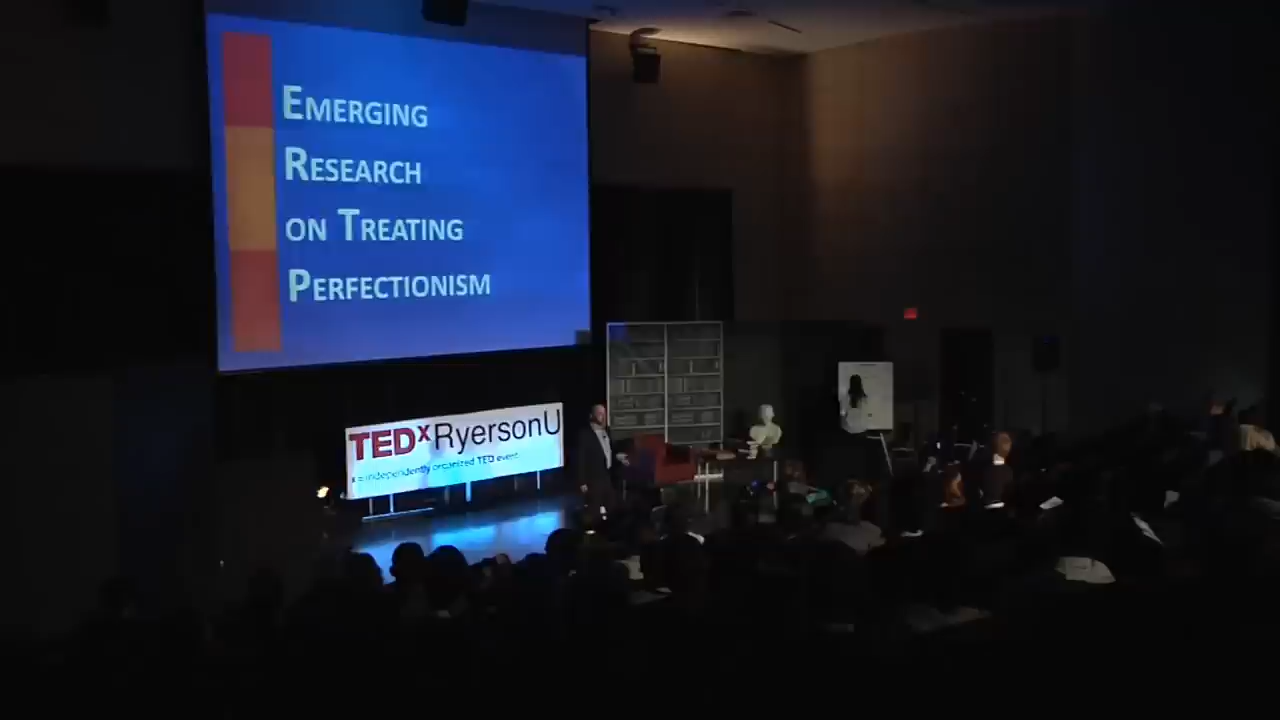 EMERGING
RESEARCH
ON TREATING
PERFECTIONISM
TEDxRyersonU
x = independently organized TED event